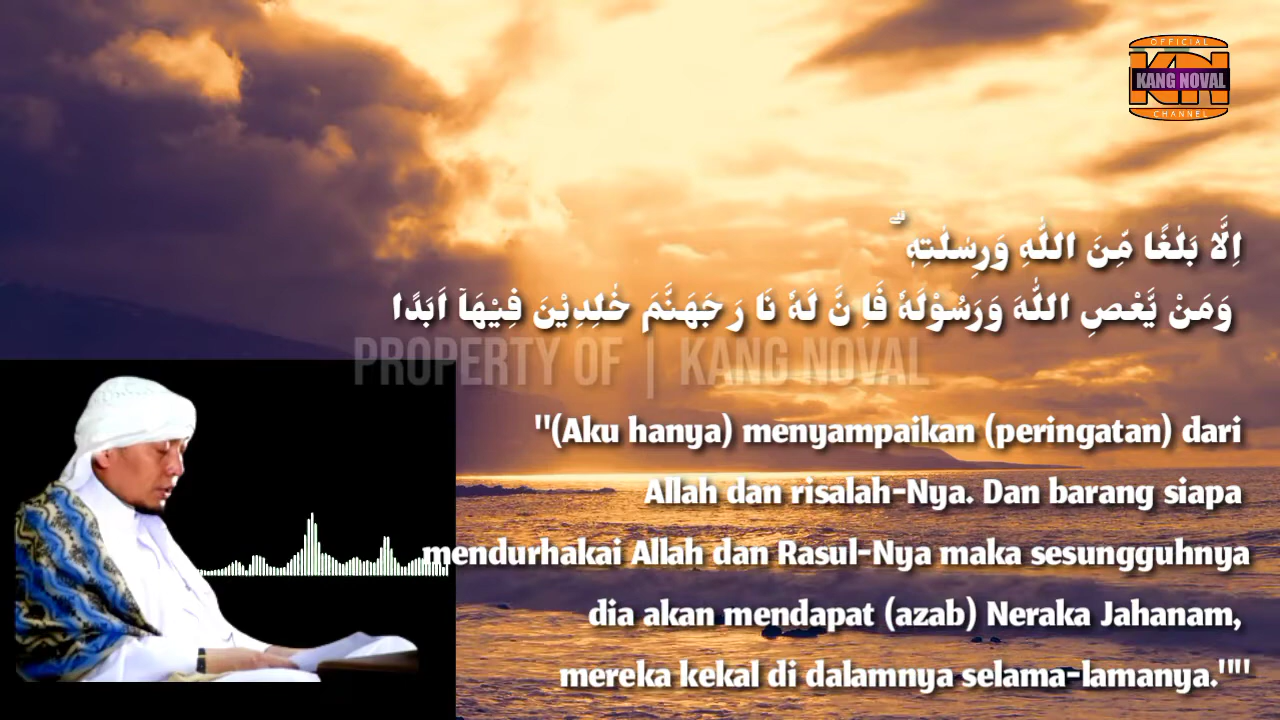 OFFICIAL
KN
KANG NOVAL
CHANNEL
اِلَّا بَلٰغًا مِّنَ اللّٰهِ وَرِسٰلٰتِهٖ ۗ
وَمَنْ يَّعْصِ اللّٰهَ وَرَسُوْلَهٗ فَاِ نَّ لَهٗ نَا رَ جَهَنَّمَ خٰلِدِيْنَ فِيْهَاۤ اَبَدًا
PROPERTY OF | KANG NOVAL
"(Aku hanya) menyampaikan (peringatan) dari
Allah dan risalah-Nya. Dan barang siapa
mendurhakai Allah dan Rasul-Nya maka sesungguhnya
dia akan mendapat (azab) Neraka Jahanam,
mereka kekal di dalamnya selama-lamanya.""